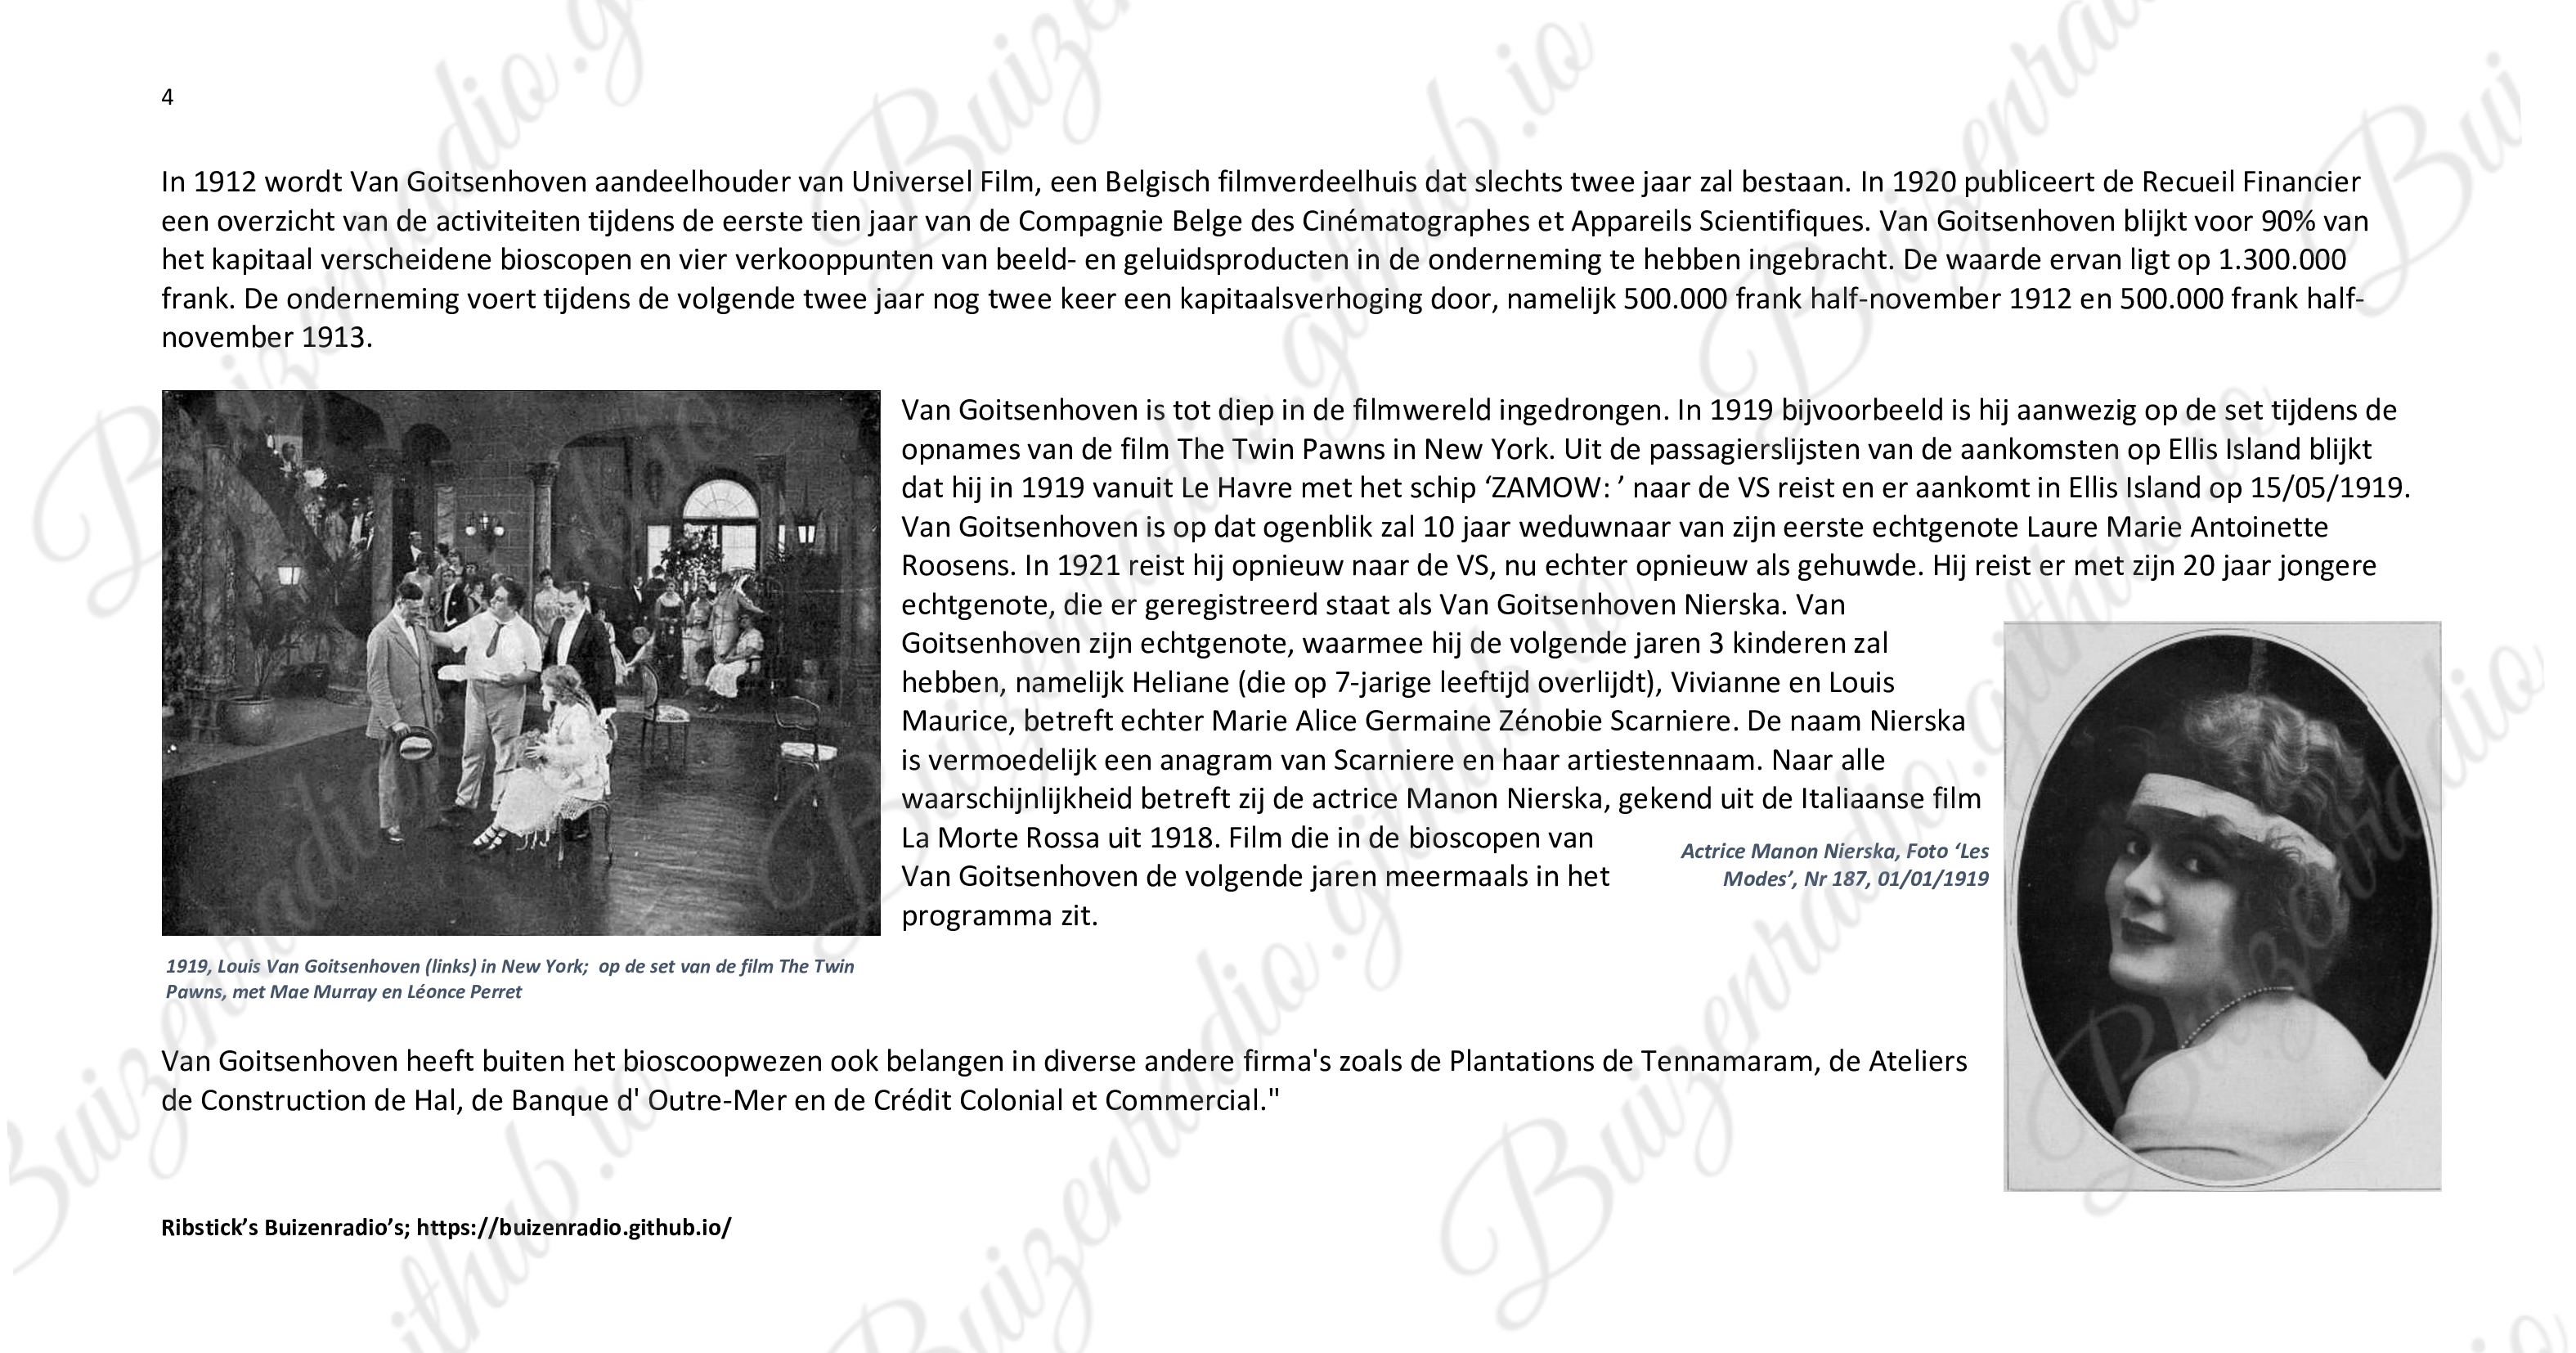 4
In 1912 wordt Van Goitsenhoven aandeelhouder van Universel Film, een Belgisch filmverdeelhuis dat slechts twee jaar zal bestaan. In 1920 publiceert de Recueil Financier
een overzicht van de activiteiten tijdens de eerste tien jaar van de Compagnie Belge des Cinématographes et Appareils Scientifiques. Van Goitsenhoven blijkt voor 90% van
het kapitaal verscheidene bioscopen en vier verkooppunten van beeld- en geluidsproducten in de onderneming te hebben ingebracht. De waarde ervan ligt op 1.300.000
frank. De onderneming voert tijdens de volgende twee jaar nog twee keer een kapitaalsverhoging door, namelijk 500.000 frank half-november 1912 en 500.000 frank half-
november 1913.
Van Goitsenhoven is tot diep in de filmwereld ingedrongen. In 1919 bijvoorbeeld is hij aanwezig op de set tijdens de
opnames van de film The Twin Pawns in New York. Uit de passagierslijsten van de aankomsten op Ellis Island blijkt
dat hij in 1919 vanuit Le Havre met het schip ‘ZAMOW: ’ naar de VS reist en er aankomt in Ellis Island op 15/05/1919.
Van Goitsenhoven is op dat ogenblik zal 10 jaar weduwnaar van zijn eerste echtgenote Laure Marie Antoinette
Roosens. In 1921 reist hij opnieuw naar de VS, nu echter opnieuw als gehuwde. Hij reist er met zijn 20 jaar jongere
echtgenote, die er geregistreerd staat als Van Goitsenhoven Nierska. Van
Goitsenhoven zijn echtgenote, waarmee hij de volgende jaren 3 kinderen zal
hebben, namelijk Heliane (die op 7-jarige leeftijd overlijdt), Vivianne en Louis
Maurice, betreft echter Marie Alice Germaine Zénobie Scarniere. De naam Nierska
is vermoedelijk een anagram van Scarniere en haar artiestennaam. Naar alle
waarschijnlijkheid betreft zij de actrice Manon Nierska, gekend uit de Italiaanse film
La Morte Rossa uit 1918. Film die in de bioscopen van
Van Goitsenhoven de volgende jaren meermaals in het
programma zit.
Actrice Manon Nierska, Foto ‘Les
Modes’, Nr 187, 01/01/1919
1919, Louis Van Goitsenhoven (links) in New York;  op de set van de film The Twin
Pawns, met Mae Murray en Léonce Perret
Van Goitsenhoven heeft buiten het bioscoopwezen ook belangen in diverse andere firma's zoals de Plantations de Tennamaram, de Ateliers
de Construction de Hal, de Banque d' Outre-Mer en de Crédit Colonial et Commercial."
Ribstick’s Buizenradio’s; https://buizenradio.github.io/
Buizenradio.github.io